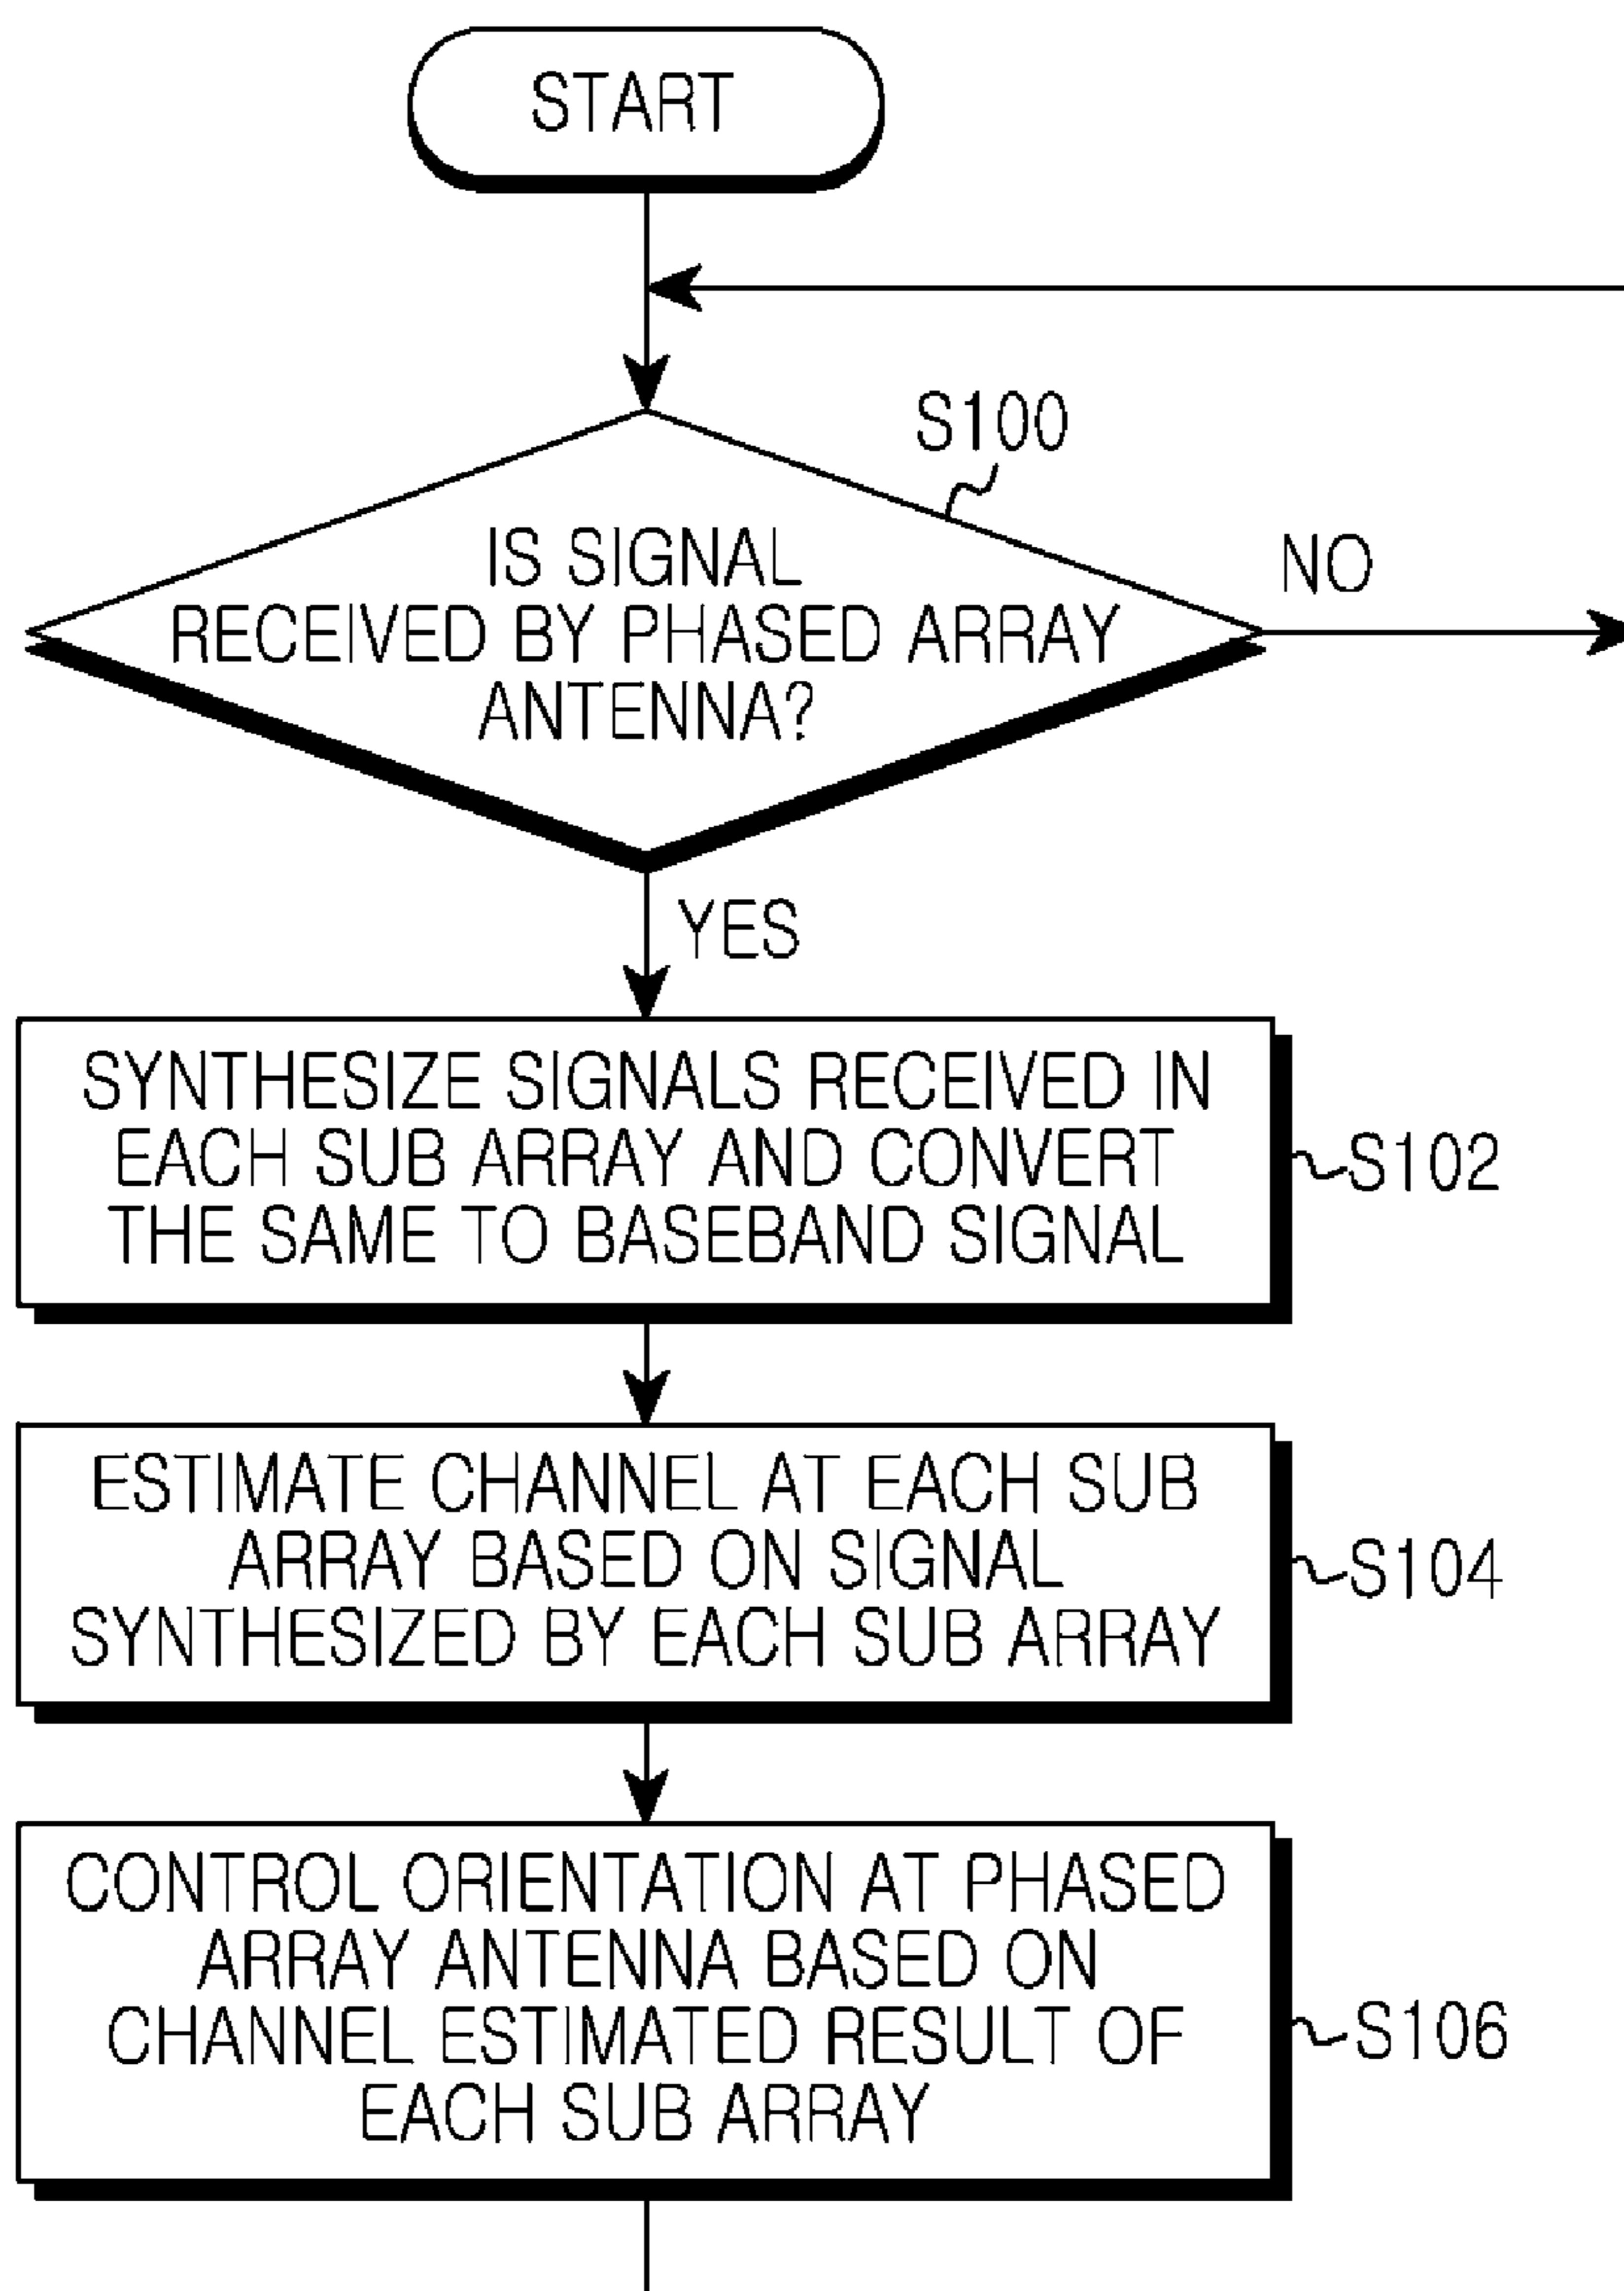 START
S100
IS SIGNAL
RECEIVED BY PHASED ARRAY
ANTENNA?
NO
YES
SYNTHESIZE SIGNALS RECEIVED IN
EACH SUB ARRAY AND CONVERT
THE SAME TO BASEBAND SIGNAL
S102
ESTIMATE CHANNEL AT EACH SUB
ARRAY BASED ON SIGNAL
SYNTHESIZED BY EACH SUB ARRAY
S104
CONTROL ORIENTATION AT PHASED
ARRAY ANTENNA BASED ON
CHANNEL ESTIMATED RESULT OF
EACH SUB ARRAY
S106